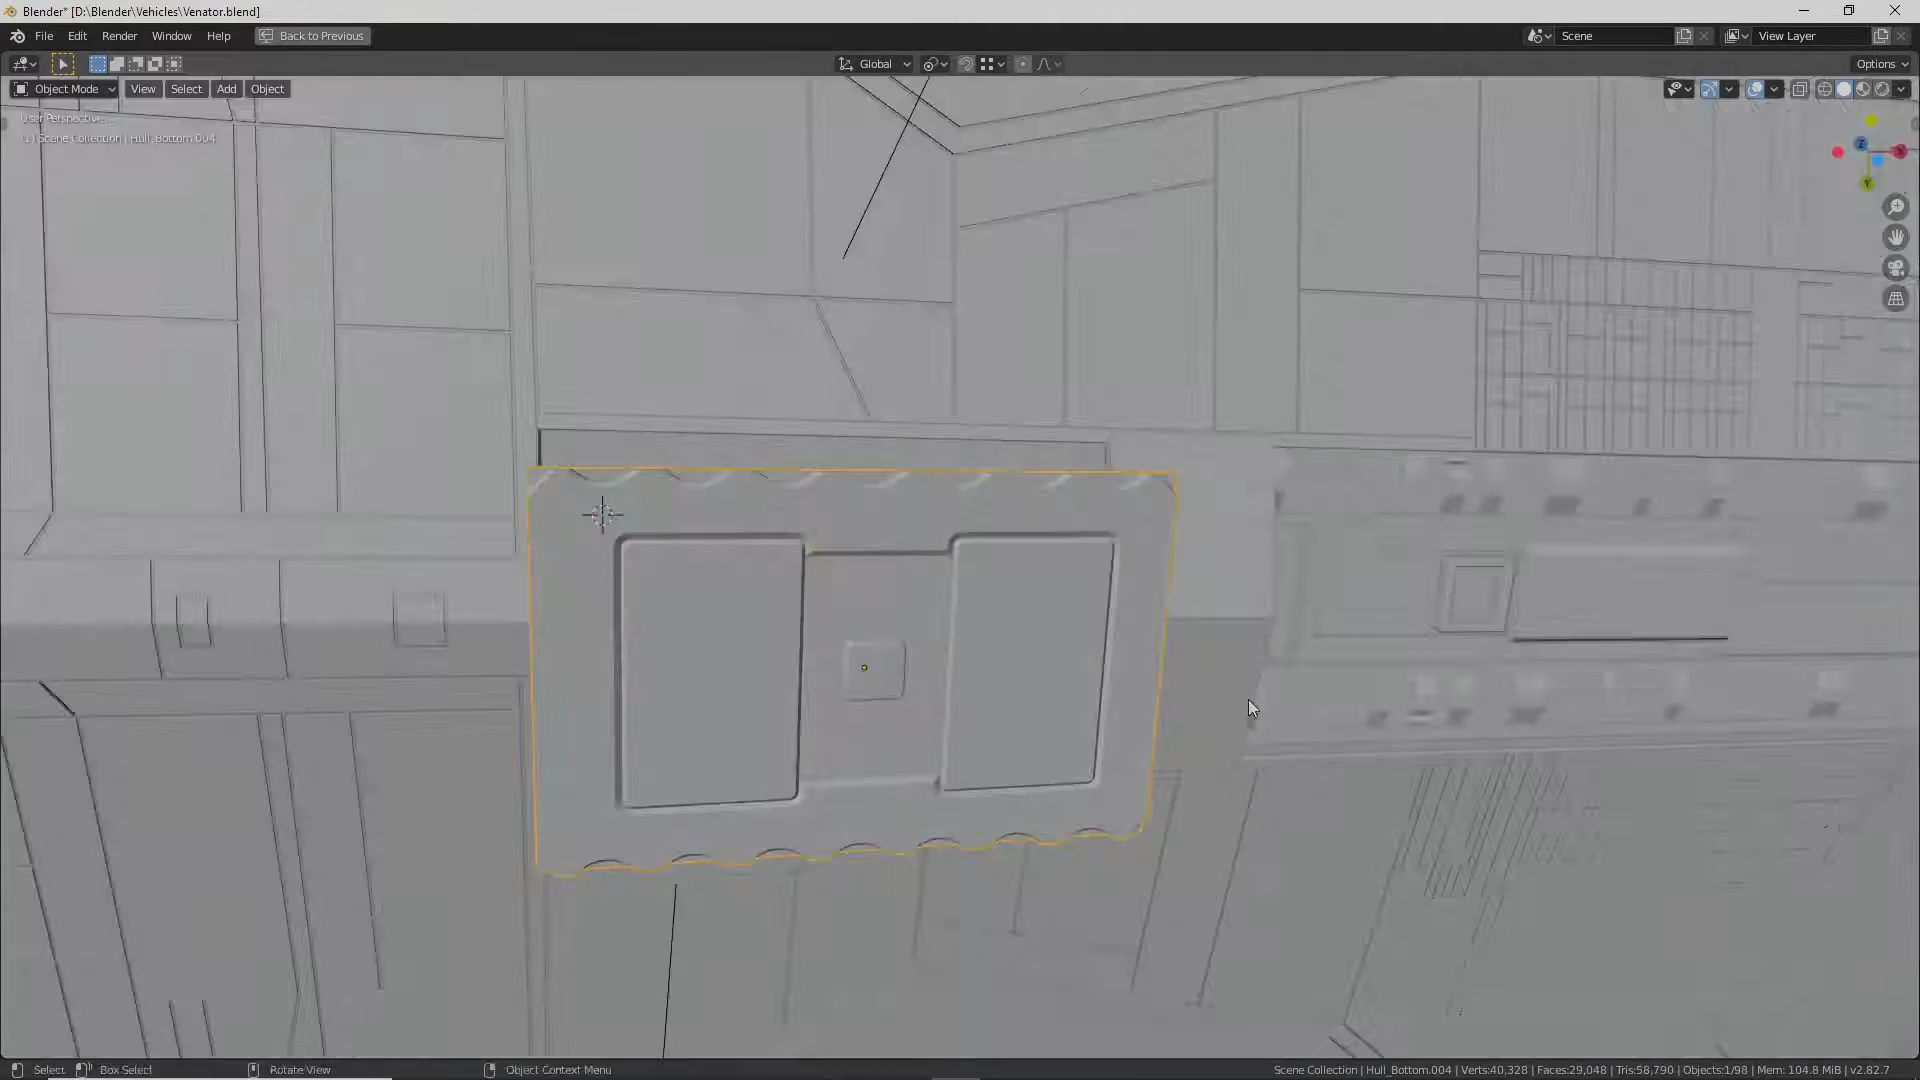 Blender* [D:\Blender\Vehicles\Venator.blend]
File Edit Render Window Help Back to Previous Scene View Layer
Global Options
Object Mode View Select Add Object
User Perspective
(1) Scene Collection | Hull_Bottom.004
Z
X
Y
Select Box Select Rotate View Object Context Menu Scene Collection | Hull_Bottom.004 | Verts:40,328 | Faces:29,048 | Tris:58,790 | Objects:1/98 | Mem: 104.8 MiB | v2.82.7